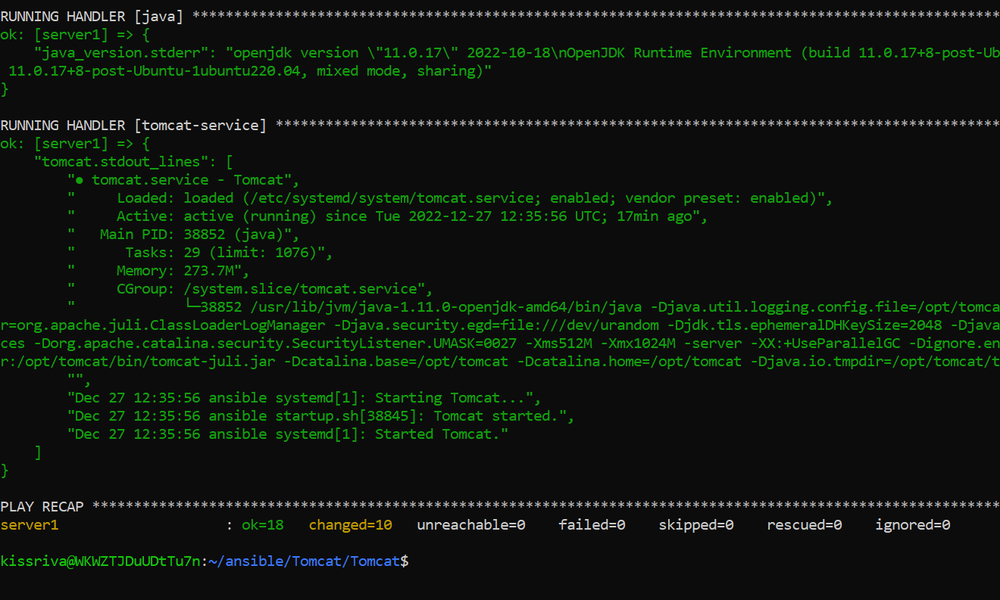 RUNNING HANDLER [java] *************************************************************************************************
ok: [server1] => {
    "java_version.stderr": "openjdk version \"11.0.17\" 2022-10-18\nOpenJDK Runtime Environment (build 11.0.17+8-post-Ub
 11.0.17+8-post-Ubuntu-1ubuntu220.04, mixed mode, sharing)"
}
RUNNING HANDLER [tomcat-service] ***************************************************************************************
ok: [server1] => {
    "tomcat.stdout_lines": [
        "● tomcat.service - Tomcat",
        "     Loaded: loaded (/etc/systemd/system/tomcat.service; enabled; vendor preset: enabled)",
        "     Active: active (running) since Tue 2022-12-27 12:35:56 UTC; 17min ago",
        "   Main PID: 38852 (java)",
        "      Tasks: 29 (limit: 1076)",
        "     Memory: 273.7M",
        "     CGroup: /system.slice/tomcat.service",
        "             └─38852 /usr/lib/jvm/java-1.11.0-openjdk-amd64/bin/java -Djava.util.logging.config.file=/opt/tomca
r=org.apache.juli.ClassLoaderLogManager -Djava.security.egd=file:///dev/urandom -Djdk.tls.ephemeralDHKeySize=2048 -Djava
ces -Dorg.apache.catalina.security.SecurityListener.UMASK=0027 -Xms512M -Xmx1024M -server -XX:+UseParallelGC -Dignore.en
r:/opt/tomcat/bin/tomcat-juli.jar -Dcatalina.base=/opt/tomcat -Dcatalina.home=/opt/tomcat -Djava.io.tmpdir=/opt/tomcat/t
        "",
        "Dec 27 12:35:56 ansible systemd[1]: Starting Tomcat...",
        "Dec 27 12:35:56 ansible startup.sh[38845]: Tomcat started.",
        "Dec 27 12:35:56 ansible systemd[1]: Started Tomcat."
    ]
}
PLAY RECAP *************************************************************************************************************
server1                    : ok=18   changed=10   unreachable=0    failed=0    skipped=0    rescued=0    ignored=0
kissriva@WKWZTJDuUDtTu7n:~/ansible/Tomcat/Tomcat$